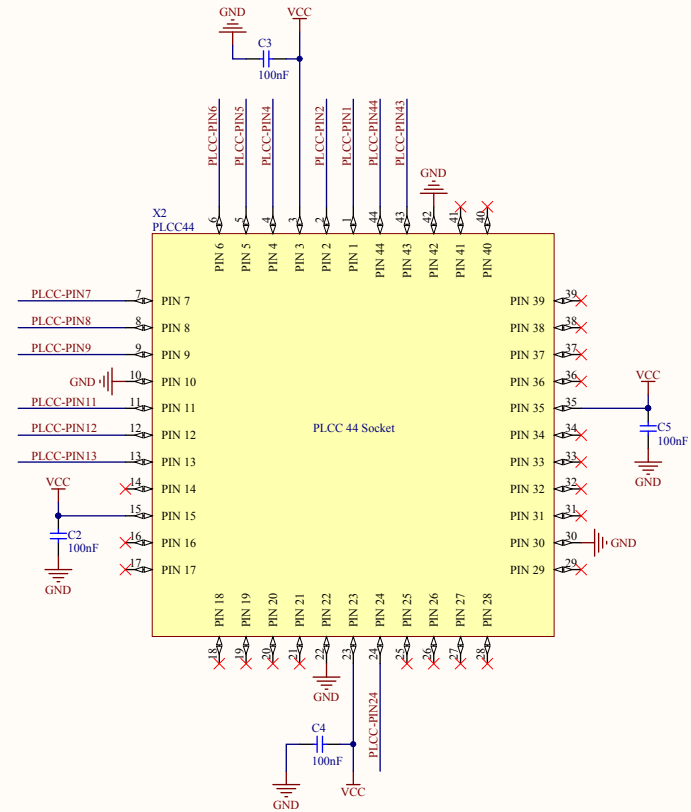 GND
VCC
C3
100nF
PLCC-PIN6
PLCC-PIN5
PLCC-PIN4
PLCC-PIN2
PLCC-PIN1
PLCC-PIN44
PLCC-PIN43
GND
X2
PLCC44
6
5
4
3
2
1
44
43
42
41
40
PIN 6
PIN 5
PIN 4
PIN 3
PIN 2
PIN 1
PIN 44
PIN 43
PIN 42
PIN 41
PIN 40
PLCC-PIN7 7 PIN 7
PLCC-PIN8 8 PIN 8
PLCC-PIN9 9 PIN 9
GND 10 PIN 10
PLCC-PIN11 11 PIN 11
PLCC-PIN12 12 PIN 12
PLCC-PIN13 13 PIN 13
14 PIN 14
VCC
15 PIN 15
C2
100nF
16 PIN 16
17 PIN 17
GND
PLCC 44 Socket
PIN 39 39
PIN 38 38
PIN 37 37
PIN 36 36
VCC
PIN 35 35
C5
100nF
PIN 34 34
PIN 33 33
GND
PIN 32 32
PIN 31 31
PIN 30 30 GND
PIN 29 29
PIN 18
PIN 19
PIN 20
PIN 21
PIN 22
PIN 23
PIN 24
PIN 25
PIN 26
PIN 27
PIN 28
18
19
20
21
22
23
24
25
26
27
28
GND
PLCC-PIN24
C4
100nF
GND
VCC